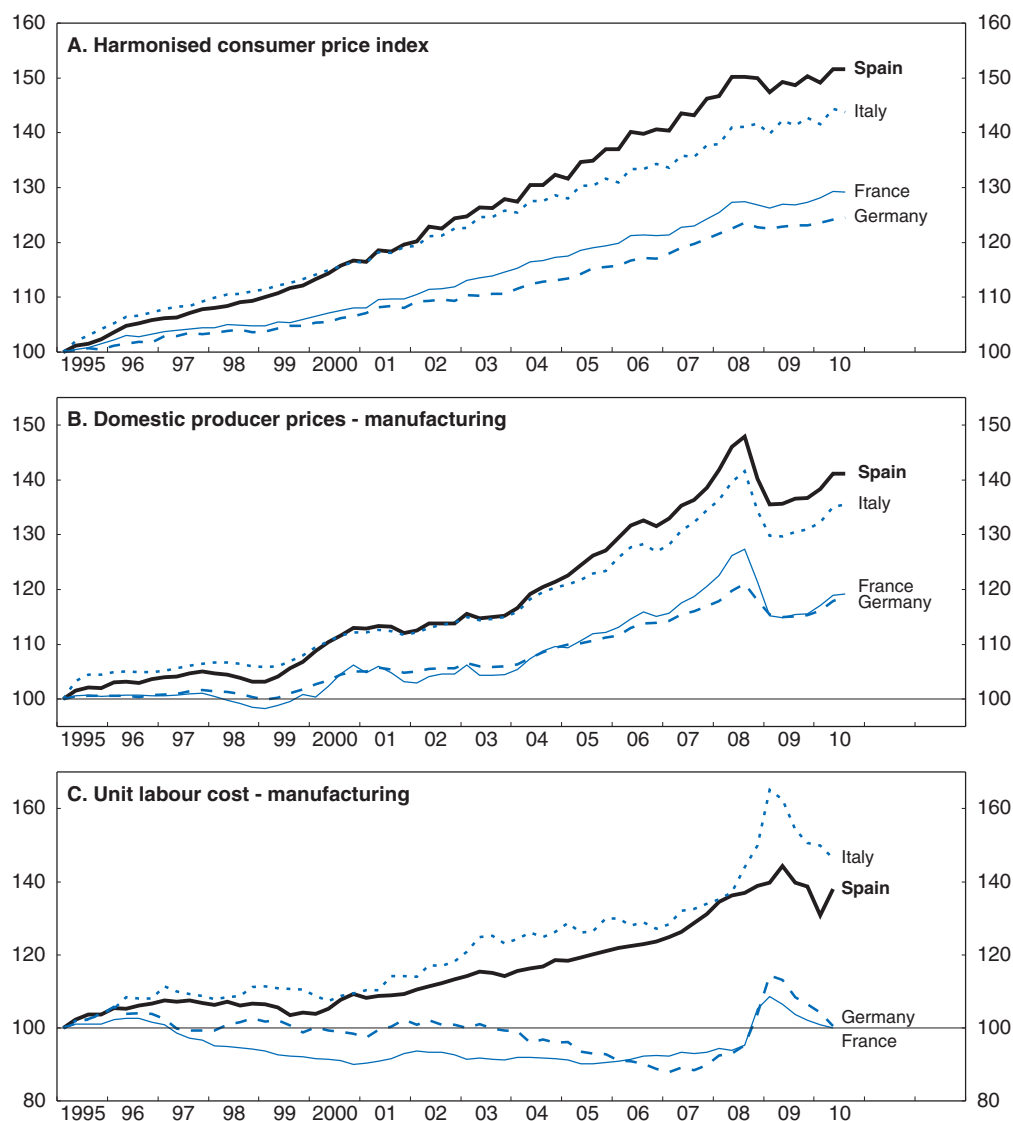 160 160
A. Harmonised consumer price index
150 Spain 150
140 Italy 140
130 France 130
Germany
120 120
110 110
100 100
1995 96 97 98 99 2000 01 02 03 04 05 06 07 08 09 10
150 150
B. Domestic producer prices - manufacturing
140 Spain 140
Italy
130 130
120 France 120
Germany
110 110
100 100
1995 96 97 98 99 2000 01 02 03 04 05 06 07 08 09 10
C. Unit labour cost - manufacturing
160 160
Italy
140 Spain 140
120 120
100 Germany 100
France
80 80
1995 96 97 98 99 2000 01 02 03 04 05 06 07 08 09 10